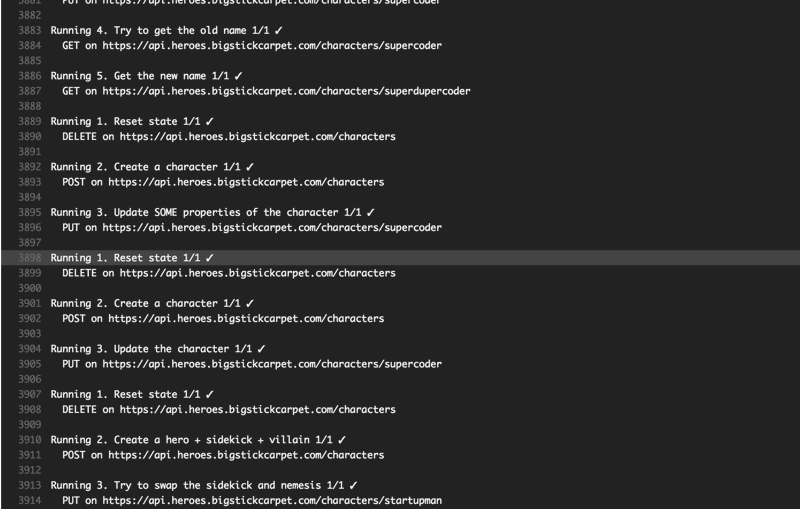 3881 PUT on https://api.heroes.bigstickcarpet.com/characters/supercoder
3882
3883 Running 4. Try to get the old name 1/1 ✓
3884 GET on https://api.heroes.bigstickcarpet.com/characters/supercoder
3885
3886 Running 5. Get the new name 1/1 ✓
3887 GET on https://api.heroes.bigstickcarpet.com/characters/superdupercoder
3888
3889 Running 1. Reset state 1/1 ✓
3890 DELETE on https://api.heroes.bigstickcarpet.com/characters
3891
3892 Running 2. Create a character 1/1 ✓
3893 POST on https://api.heroes.bigstickcarpet.com/characters
3894
3895 Running 3. Update SOME properties of the character 1/1 ✓
3896 PUT on https://api.heroes.bigstickcarpet.com/characters/supercoder
3897
3898 Running 1. Reset state 1/1 ✓
3899 DELETE on https://api.heroes.bigstickcarpet.com/characters
3900
3901 Running 2. Create a character 1/1 ✓
3902 POST on https://api.heroes.bigstickcarpet.com/characters
3903
3904 Running 3. Update the character 1/1 ✓
3905 PUT on https://api.heroes.bigstickcarpet.com/characters/supercoder
3906
3907 Running 1. Reset state 1/1 ✓
3908 DELETE on https://api.heroes.bigstickcarpet.com/characters
3909
3910 Running 2. Create a hero + sidekick + villain 1/1 ✓
3911 POST on https://api.heroes.bigstickcarpet.com/characters
3912
3913 Running 3. Try to swap the sidekick and nemesis 1/1 ✓
3914 PUT on https://api.heroes.bigstickcarpet.com/characters/startupman